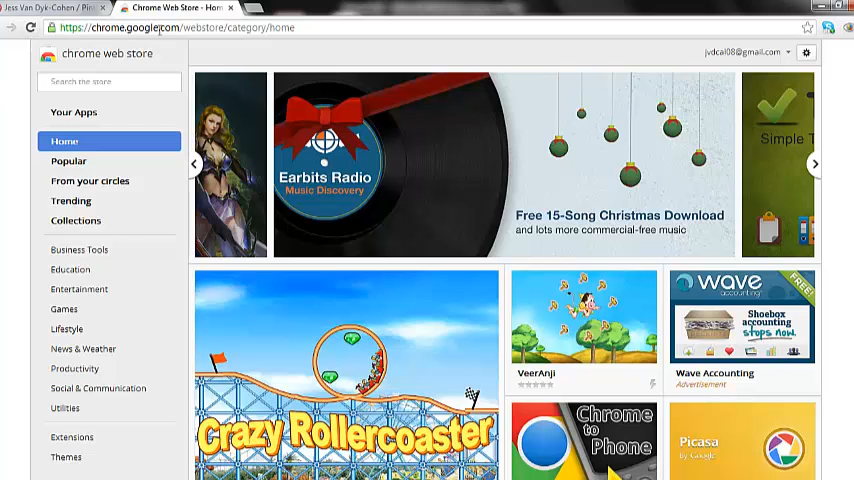 Jess Van Dyk-Cohen / Pin
Chrome Web Store - Hom
https://chrome.google.com/webstore/category/home
chrome web store
jvdcal08@gmail.com
Search the store
Your Apps
Home
Popular
From your circles
Trending
Collections
Business Tools
Education
Entertainment
Games
Lifestyle
News & Weather
Productivity
Social & Communication
Utilities
Extensions
Themes
Earbits Radio
Music Discovery
Free 15-Song Christmas Download
and lots more commercial-free music
Simple T
Crazy Rollercoaster
VeerAnji
wave
accounting
FREE!
Shoebox
accounting
stops now.
Wave Accounting
Advertisement
Chrome
to
Phone
Picasa
by Google